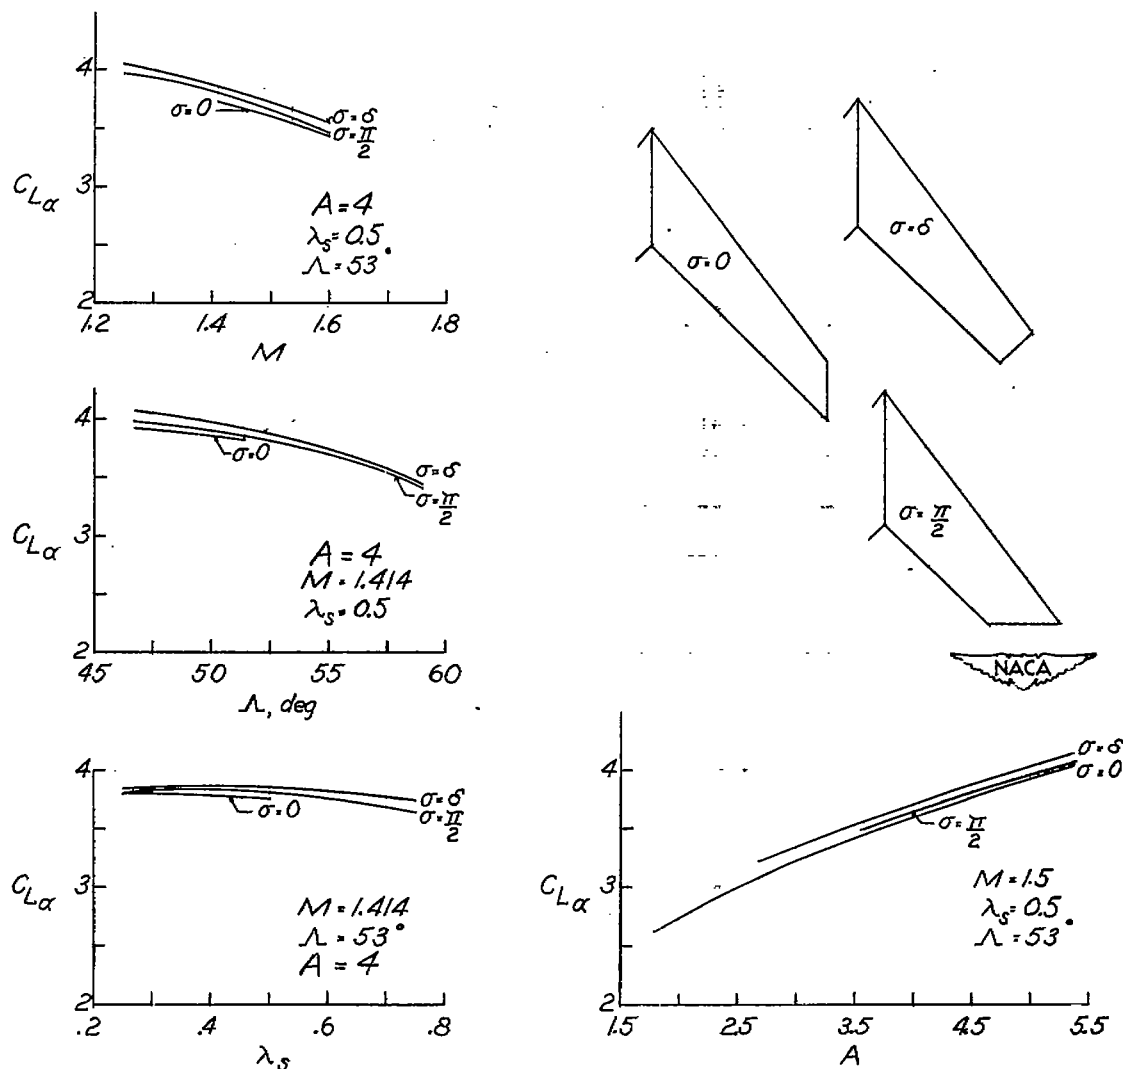 4
3
2
C_Lα
σ=0
σ=δ
σ=π/2
A=4
λs=0.5
Λ=53°
1.2 1.4 1.6 1.8
M
4
3
2
C_Lα
σ=0
σ=δ
σ=π/2
A=4
M=1.414
λs=0.5
45 50 55 60
Λ, deg
4
3
2
C_Lα
σ=0
σ=δ
σ=π/2
M=1.414
Λ=53°
A=4
.2 .4 .6 .8
λs
σ=0
σ=δ
σ=π/2
NACA
4
3
2
C_Lα
σ=δ
σ=0
σ=π/2
M=1.5
λs=0.5
Λ=53°
1.5 2.5 3.5 4.5 5.5
A